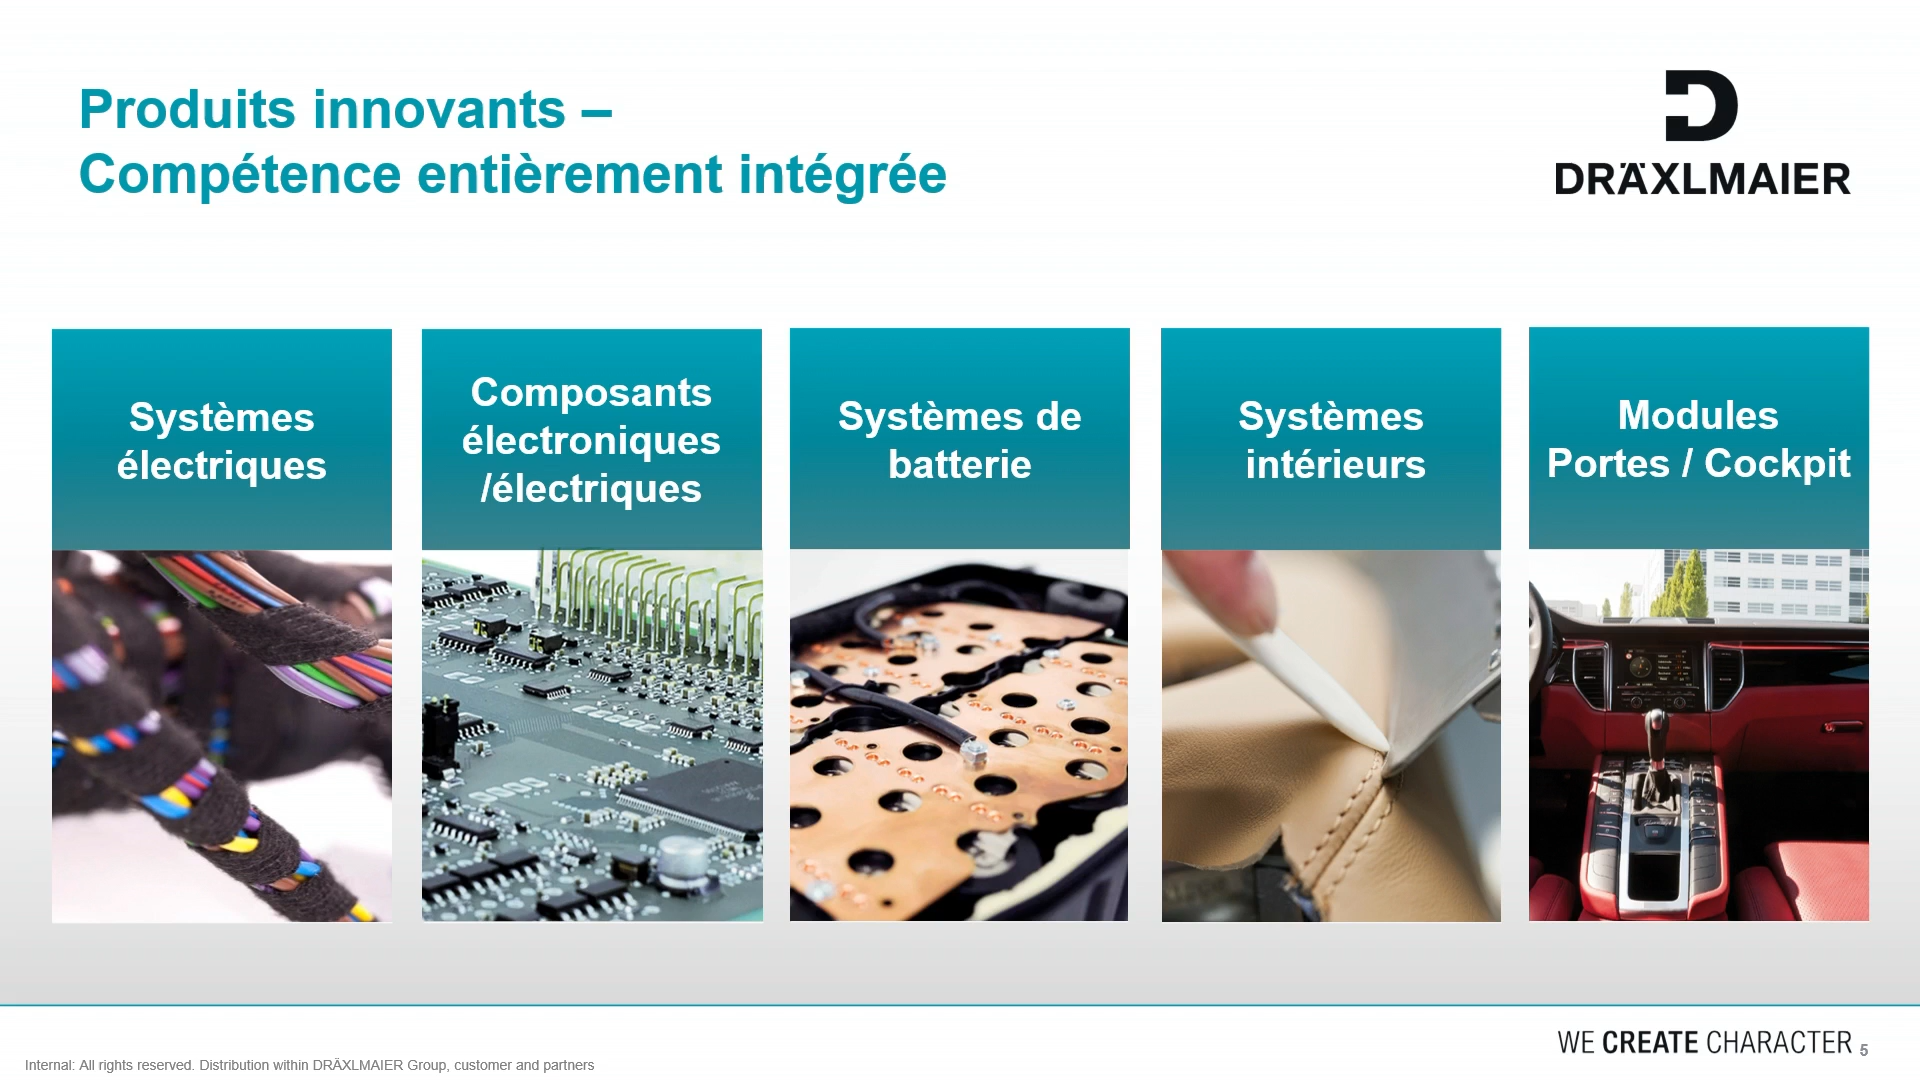 Produits innovants –
Compétence entièrement intégrée
DRÄXLMAIER
Systèmes
électriques
Composants
électroniques
/électriques
Systèmes de
batterie
Systèmes
intérieurs
Modules
Portes / Cockpit
WE CREATE CHARACTER
5
Internal: All rights reserved. Distribution within DRÄXLMAIER Group, customer and partners